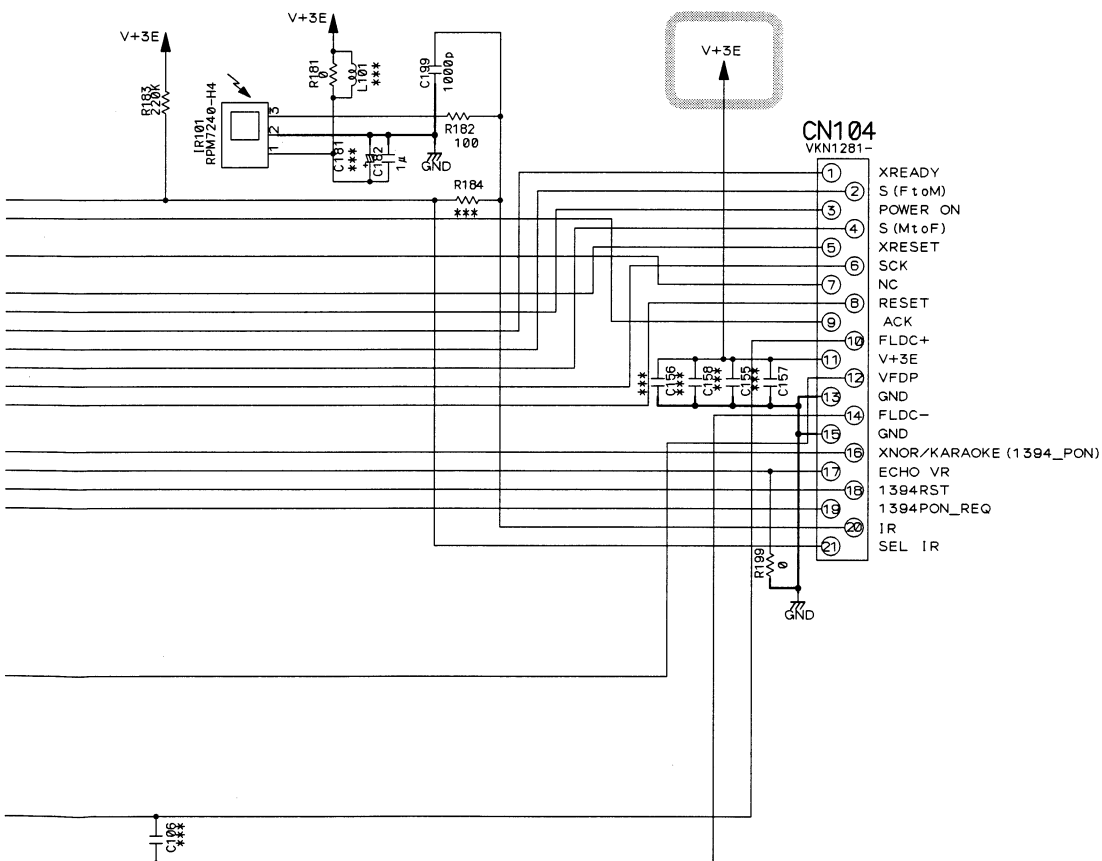 V+3E
V+3E
V+3E
R183
220K
R181
0
L101
***
C199
1000p
IR101
RPM7240-H4
3
2
1
R182
100
C181
***
+
C182
1μ
GND
R184
***
CN104
VKN1281-
1 XREADY
2 S(FtoM)
3 POWER ON
4 S(MtoF)
5 XRESET
6 SCK
7 NC
8 RESET
9 ACK
10 FLDC+
11 V+3E
12 VFDP
13 GND
14 FLDC-
15 GND
16 XNOR/KARAOKE(1394_PON)
17 ECHO VR
18 1394RST
19 1394PON_REQ
20 IR
21 SEL IR
***
C156
***
C158
***
C155
***
C157
R199
0
GND
C106
***